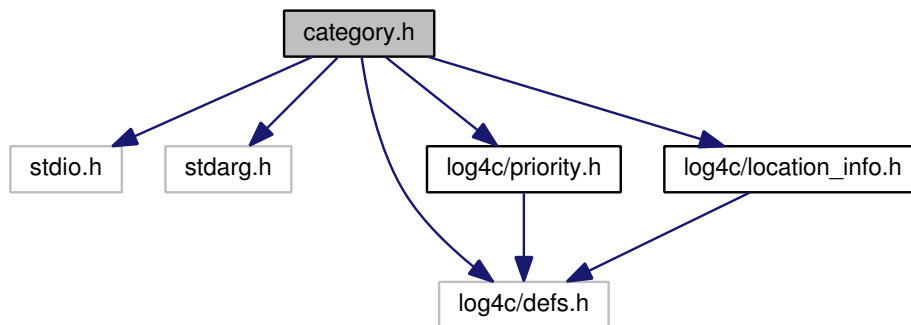 category.h
stdio.h
stdarg.h
log4c/priority.h
log4c/location_info.h
log4c/defs.h